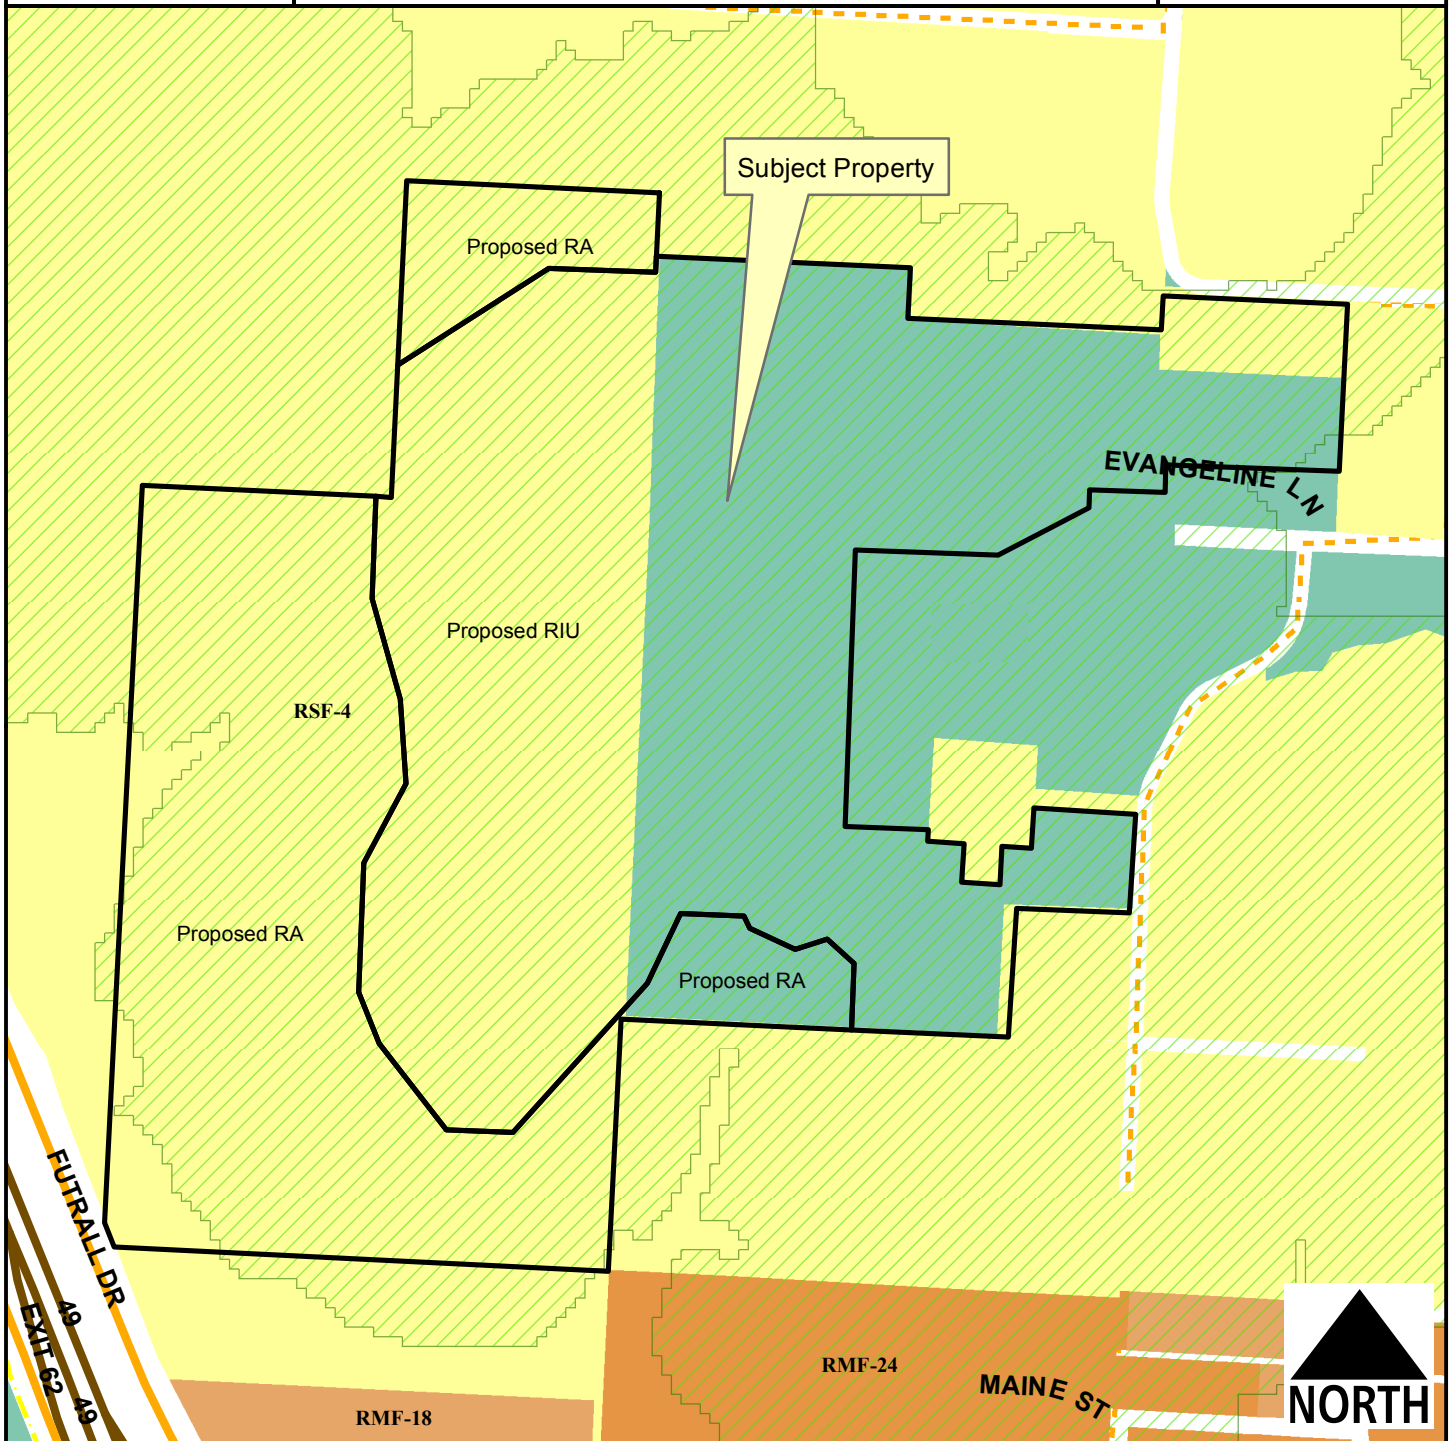 Subject Property
Proposed RA
EVANGELINE LN
Proposed RIU
RSF-4
Proposed RA
Proposed RA
FUTRALL DR
49
EXIT 62
49
RMF-24
MAINE ST
RMF-18
NORTH